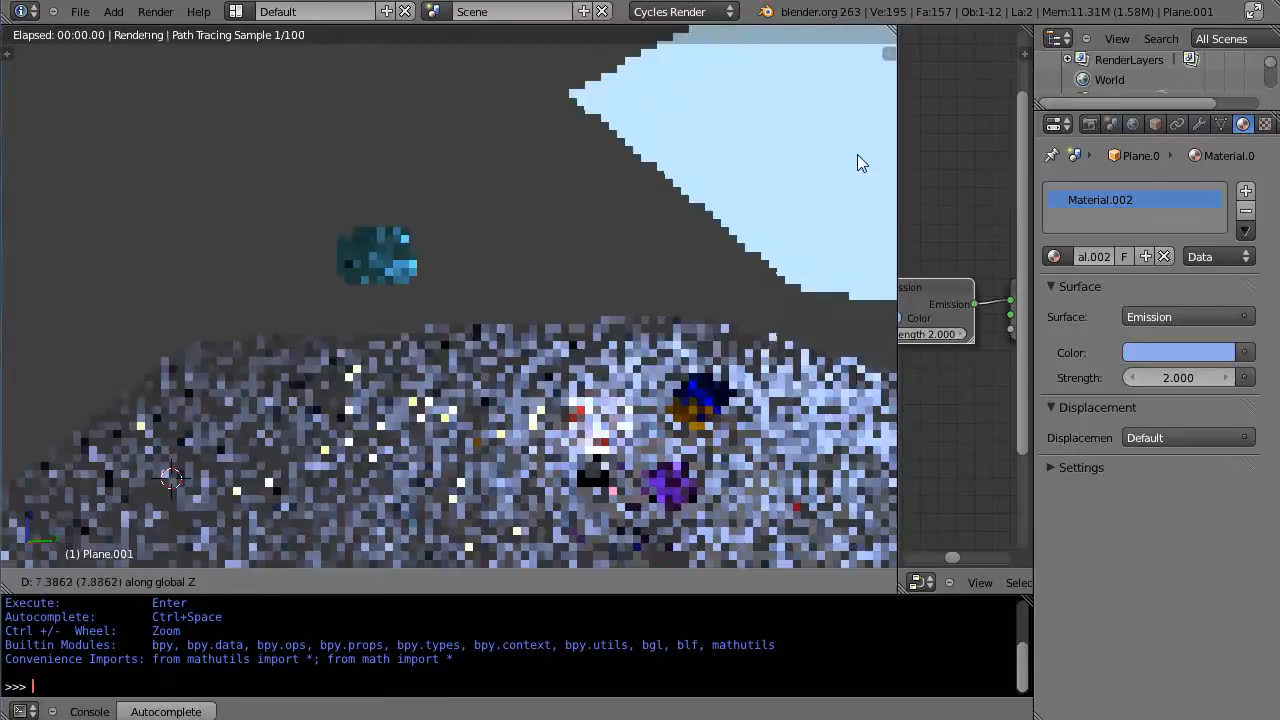 File Add Render Help Default Scene Cycles Render blender.org 263 | Ve:195 | Fa:157 | Ob:1-12 | La:2 | Mem:11.31M (1.58M) | Plane.001
Elapsed: 00:00.00 | Rendering | Path Tracing Sample 1/100
View Search All Scenes
RenderLayers
World
Plane.0 Material.0
Material.002
al.002 F Data
Surface
Surface: Emission
Color:
Strength: 2.000
Displacement
Displacemen Default
Settings
ssion
Emission
Color
ength 2.000
(1) Plane.001
D: 7.3862 (7.3862) along global Z
View Selec
Execute: Enter
Autocomplete: Ctrl+Space
Ctrl +/- Wheel: Zoom
Builtin Modules: bpy, bpy.data, bpy.ops, bpy.props, bpy.types, bpy.context, bpy.utils, bgl, blf, mathutils
Convenience Imports: from mathutils import *; from math import *
>>>
Console Autocomplete